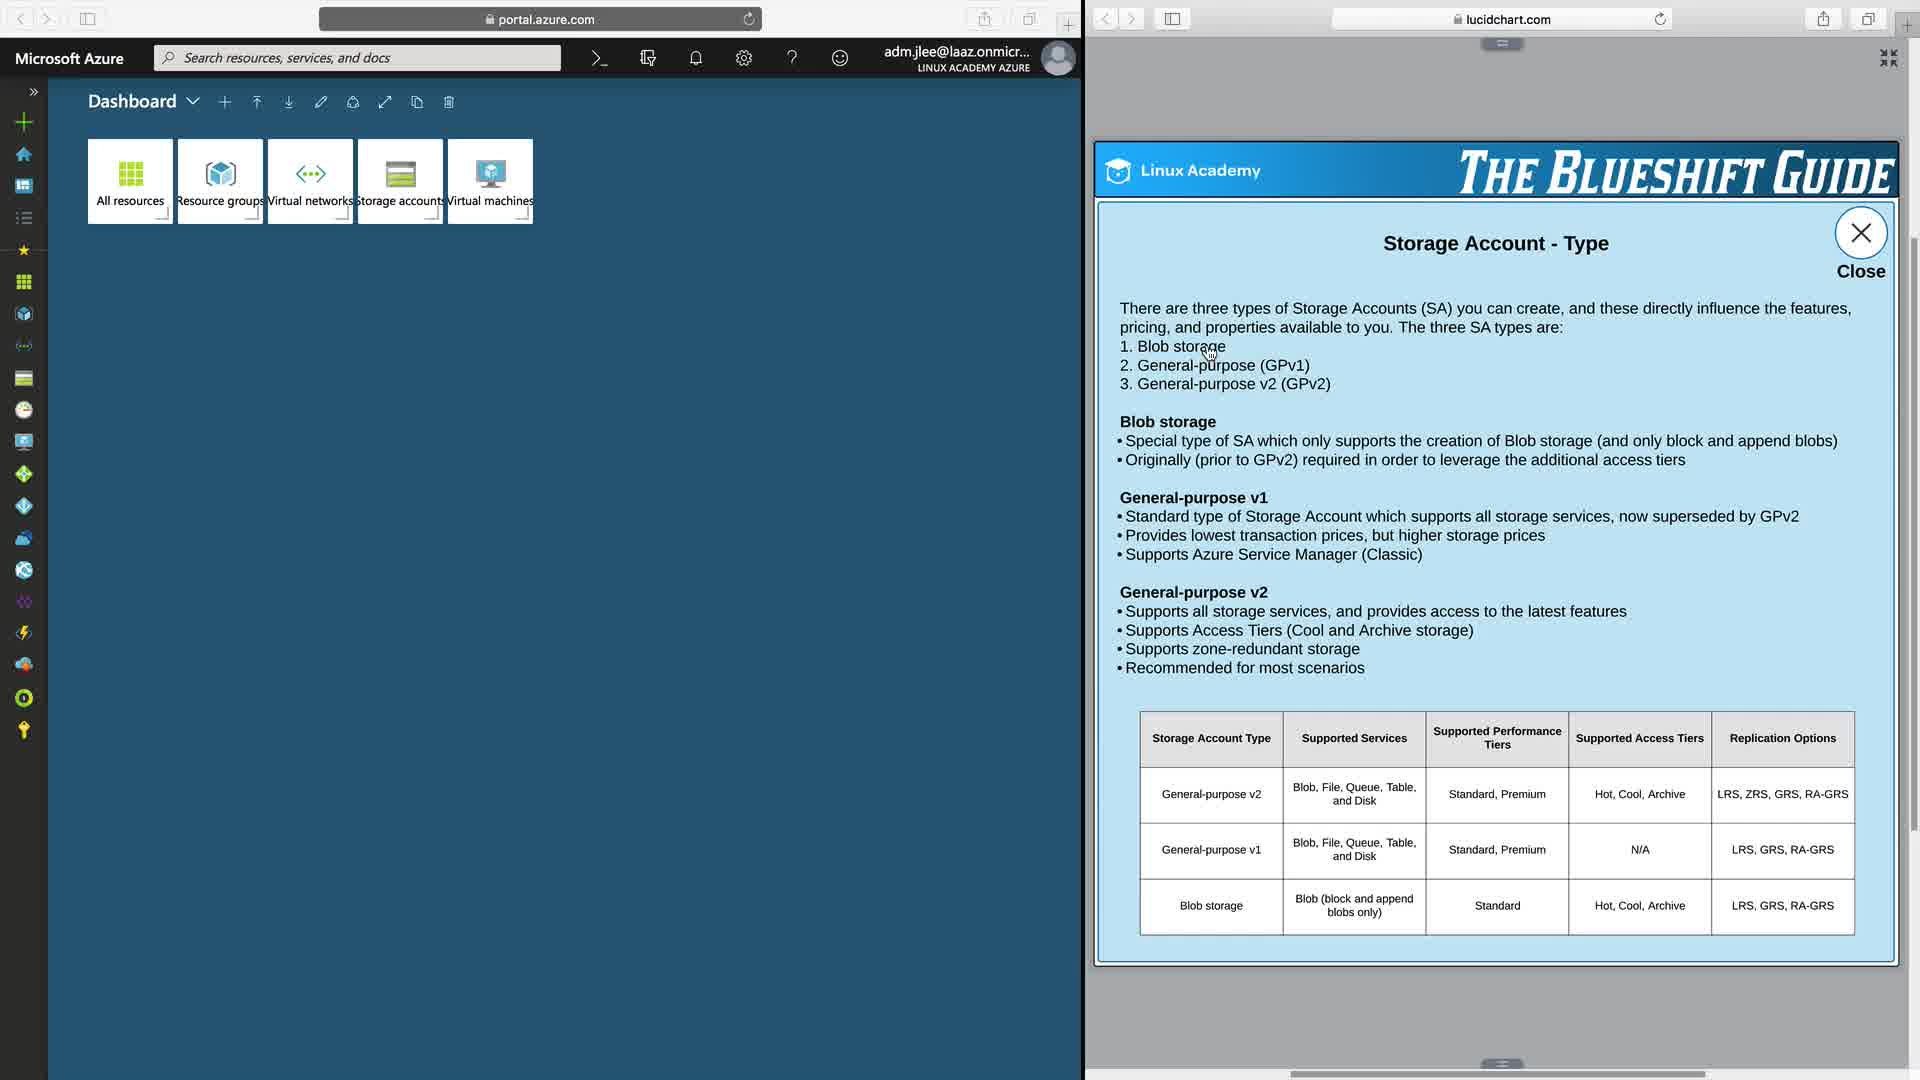 portal.azure.com
Microsoft Azure
Search resources, services, and docs
adm.jlee@laaz.onmicr...
LINUX ACADEMY AZURE
Dashboard
All resources
Resource groups
Virtual networks
Storage accounts
Virtual machines
lucidchart.com
Linux Academy
THE BLUESHIFT GUIDE
Storage Account - Type
Close
There are three types of Storage Accounts (SA) you can create, and these directly influence the features,
pricing, and properties available to you. The three SA types are:
1. Blob storage
2. General-purpose (GPv1)
3. General-purpose v2 (GPv2)
Blob storage
• Special type of SA which only supports the creation of Blob storage (and only block and append blobs)
• Originally (prior to GPv2) required in order to leverage the additional access tiers
General-purpose v1
• Standard type of Storage Account which supports all storage services, now superseded by GPv2
• Provides lowest transaction prices, but higher storage prices
• Supports Azure Service Manager (Classic)
General-purpose v2
• Supports all storage services, and provides access to the latest features
• Supports Access Tiers (Cool and Archive storage)
• Supports zone-redundant storage
• Recommended for most scenarios
Storage Account Type
Supported Services
Supported Performance
Tiers
Supported Access Tiers
Replication Options
General-purpose v2
Blob, File, Queue, Table,
and Disk
Standard, Premium
Hot, Cool, Archive
LRS, ZRS, GRS, RA-GRS
General-purpose v1
Blob, File, Queue, Table,
and Disk
Standard, Premium
N/A
LRS, GRS, RA-GRS
Blob storage
Blob (block and append
blobs only)
Standard
Hot, Cool, Archive
LRS, GRS, RA-GRS